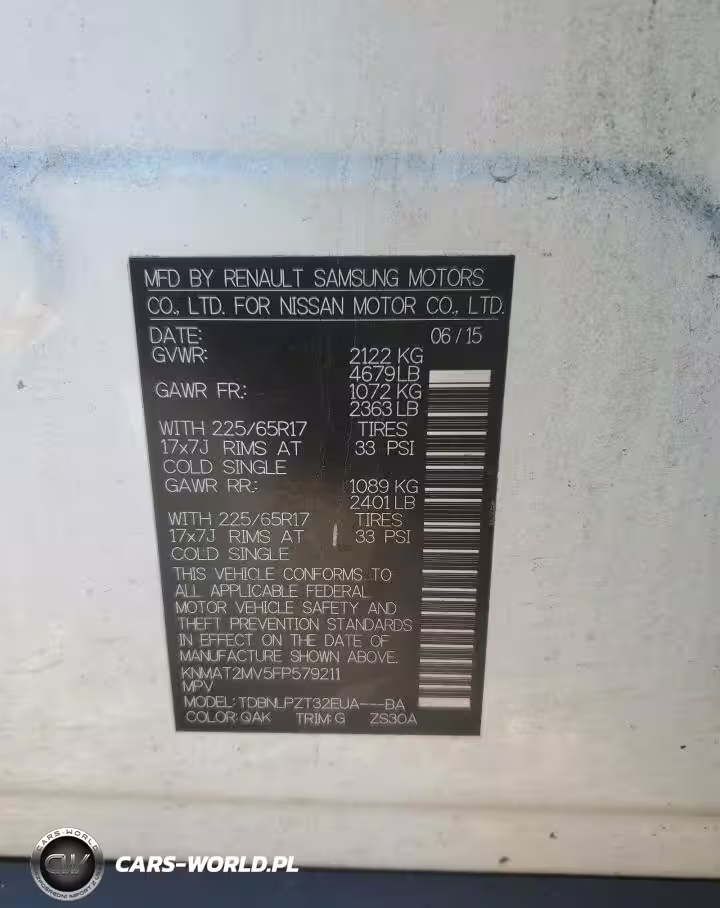 MFD BY RENAULT SAMSUNG MOTORS
CO., LTD. FOR NISSAN MOTOR CO., LTD.
DATE: 06/15
GVWR: 2122 KG
4679LB
GAWR FR.: 1072 KG
2363 LB
WITH 225/65R17 TIRES
17x7J RIMS AT 33 PSI
COLD SINGLE
GAWR RR.: 1089 KG
2401 LB
WITH 225/65R17 TIRES
17x7J RIMS AT 33 PSI
COLD SINGLE
THIS VEHICLE CONFORMS TO
ALL APPLICABLE FEDERAL
MOTOR VEHICLE SAFETY AND
THEFT PREVENTION STANDARDS
IN EFFECT ON THE DATE OF
MANUFACTURE SHOWN ABOVE.
KNMAT2MV5FP579211
MPV
MODEL: TDBNLPZT32EUA---BA
COLOR: QAK TRIM: G ZS30A
CARS-WORLD
CW
CARS-WORLD.PL